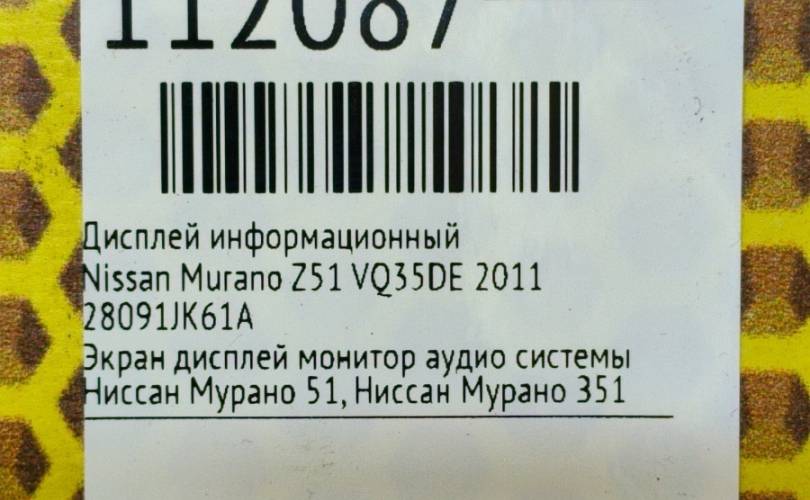 112087
Дисплей информационный
Nissan Murano Z51 VQ35DE 2011
28091JK61A
Экран дисплей монитор аудио системы
Ниссан Мурано 51, Ниссан Мурано З51